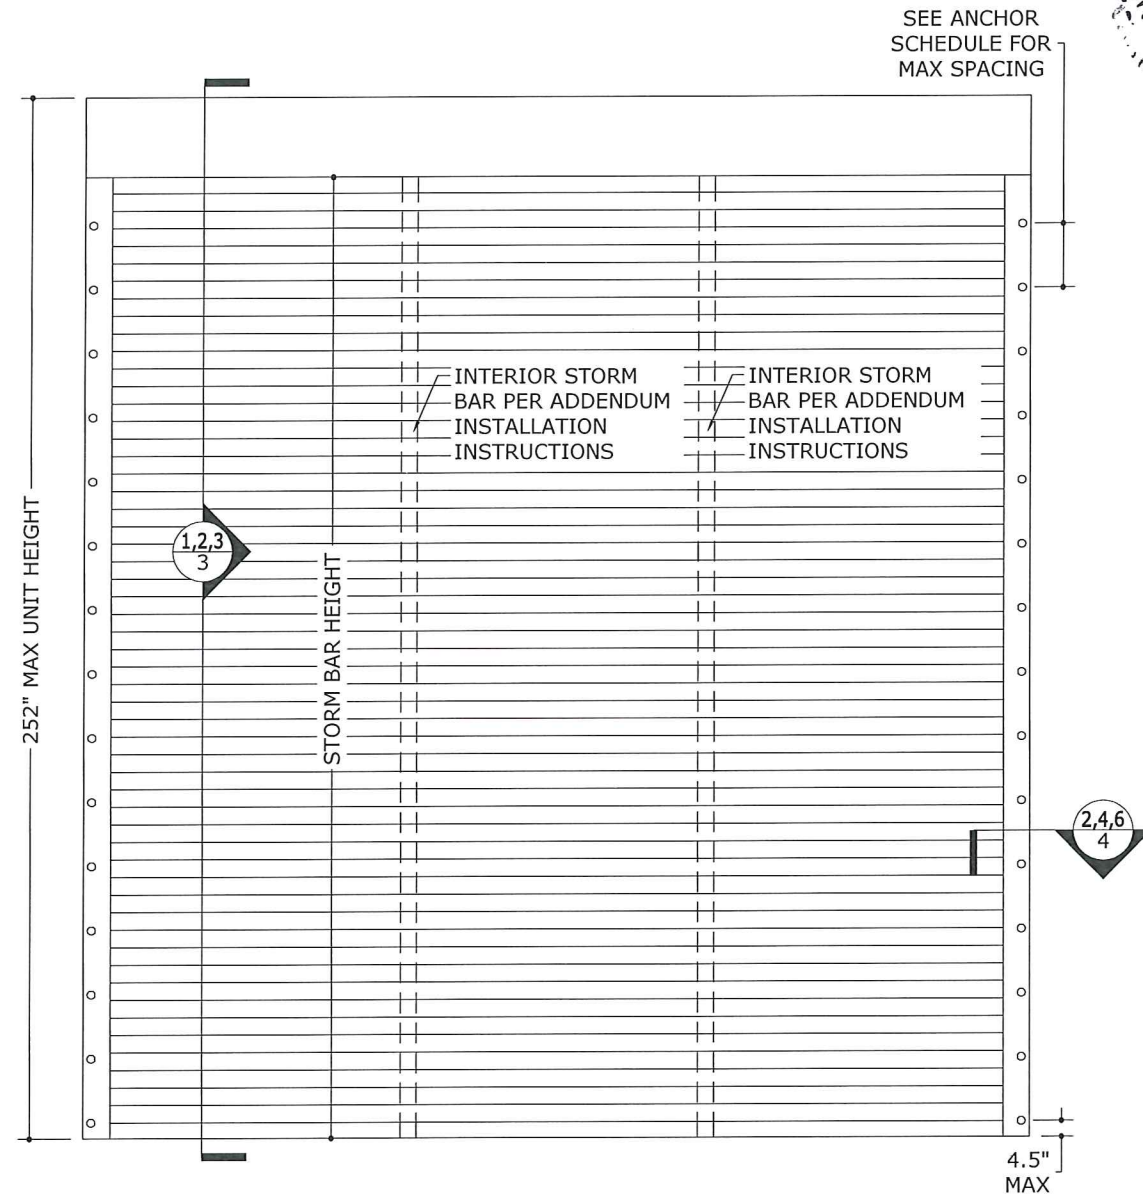 SEE ANCHOR
SCHEDULE FOR
MAX SPACING
INTERIOR STORM
BAR PER ADDENDUM
INSTALLATION
INSTRUCTIONS
INTERIOR STORM
BAR PER ADDENDUM
INSTALLATION
INSTRUCTIONS
252" MAX UNIT HEIGHT
1,2,3
3
STORM BAR HEIGHT
2,4,6
4
4.5"
MAX